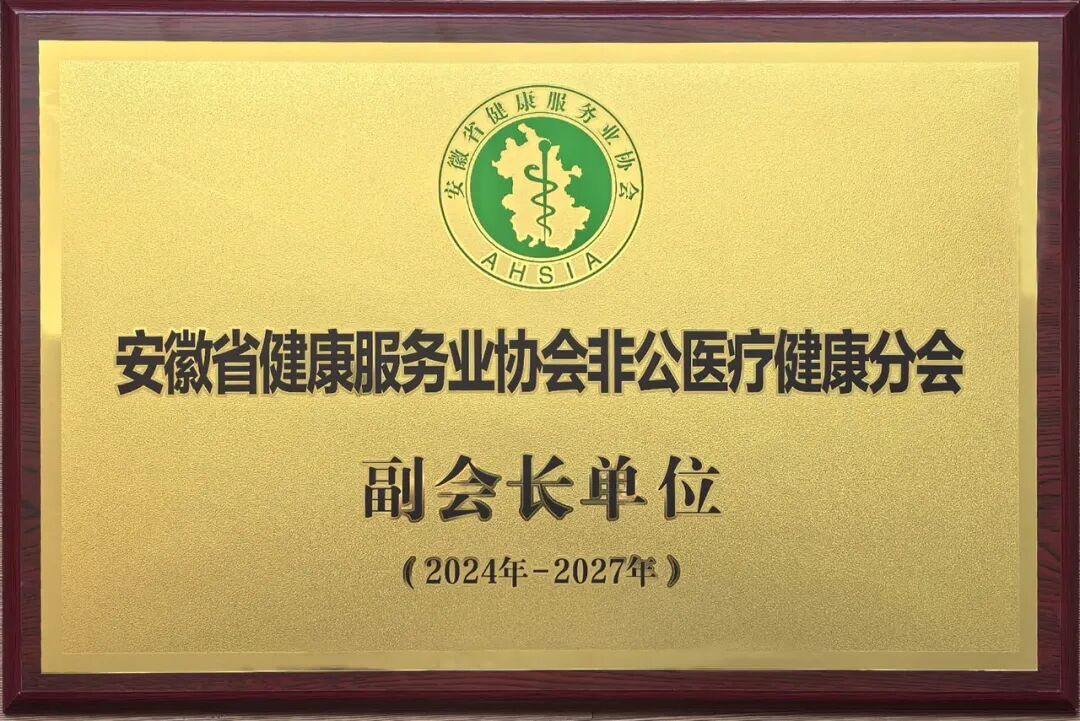 安徽省健康服务业协会
AHSIA
安徽省健康服务业协会非公医疗健康分会
副会长单位
（2024年-2027年）